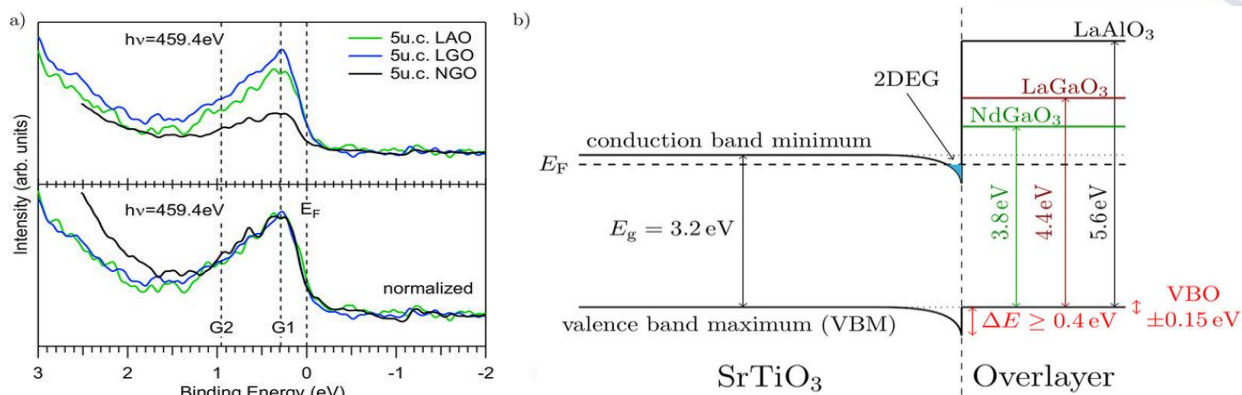 a)
hν=459.4eV
5u.c. LAO
5u.c. LGO
5u.c. NGO
hν=459.4eV
E_F
normalized
G2
G1
3
2
1
0
-1
-2
Binding Energy (eV)
Intensity (arb. units)
b)
LaAlO₃
2DEG
LaGaO₃
NdGaO₃
conduction band minimum
E_F
E_g = 3.2 eV
3.8 eV
4.4 eV
5.6 eV
valence band maximum (VBM)
ΔE ≥ 0.4 eV
VBO
±0.15 eV
SrTiO₃
Overlayer